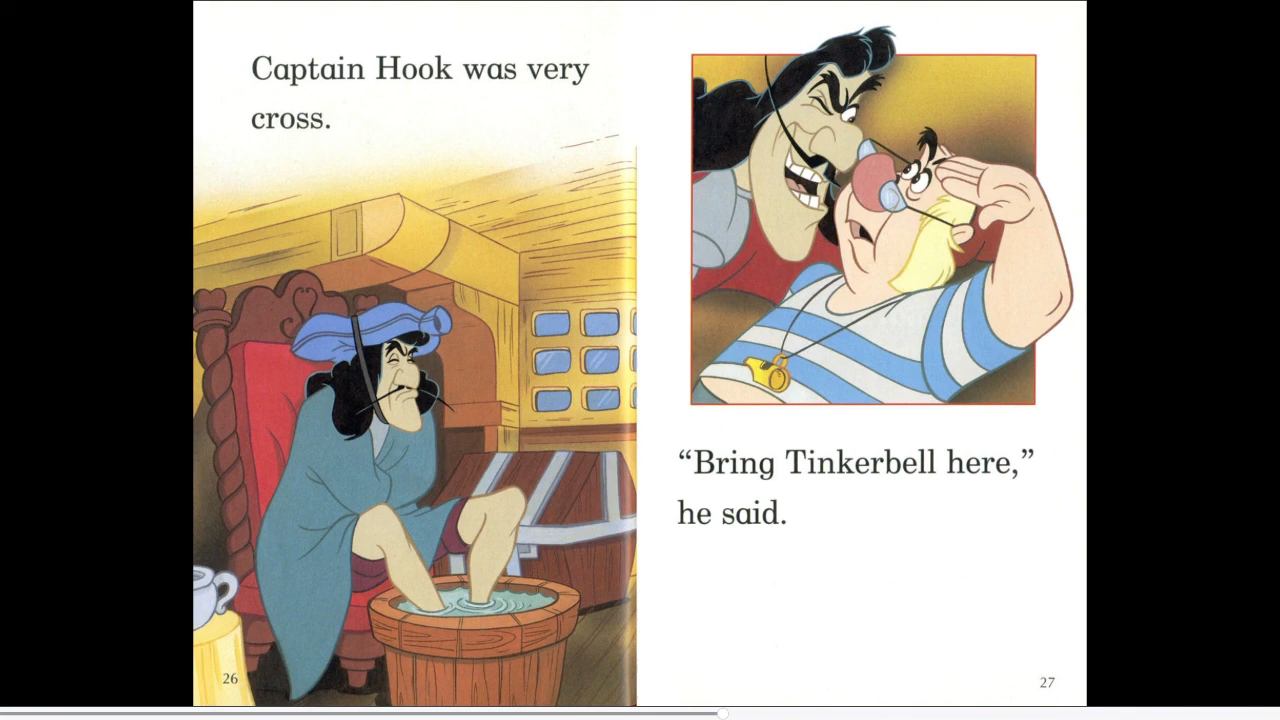 Captain Hook was very
cross.
26
“Bring Tinkerbell here,”
he said.
27